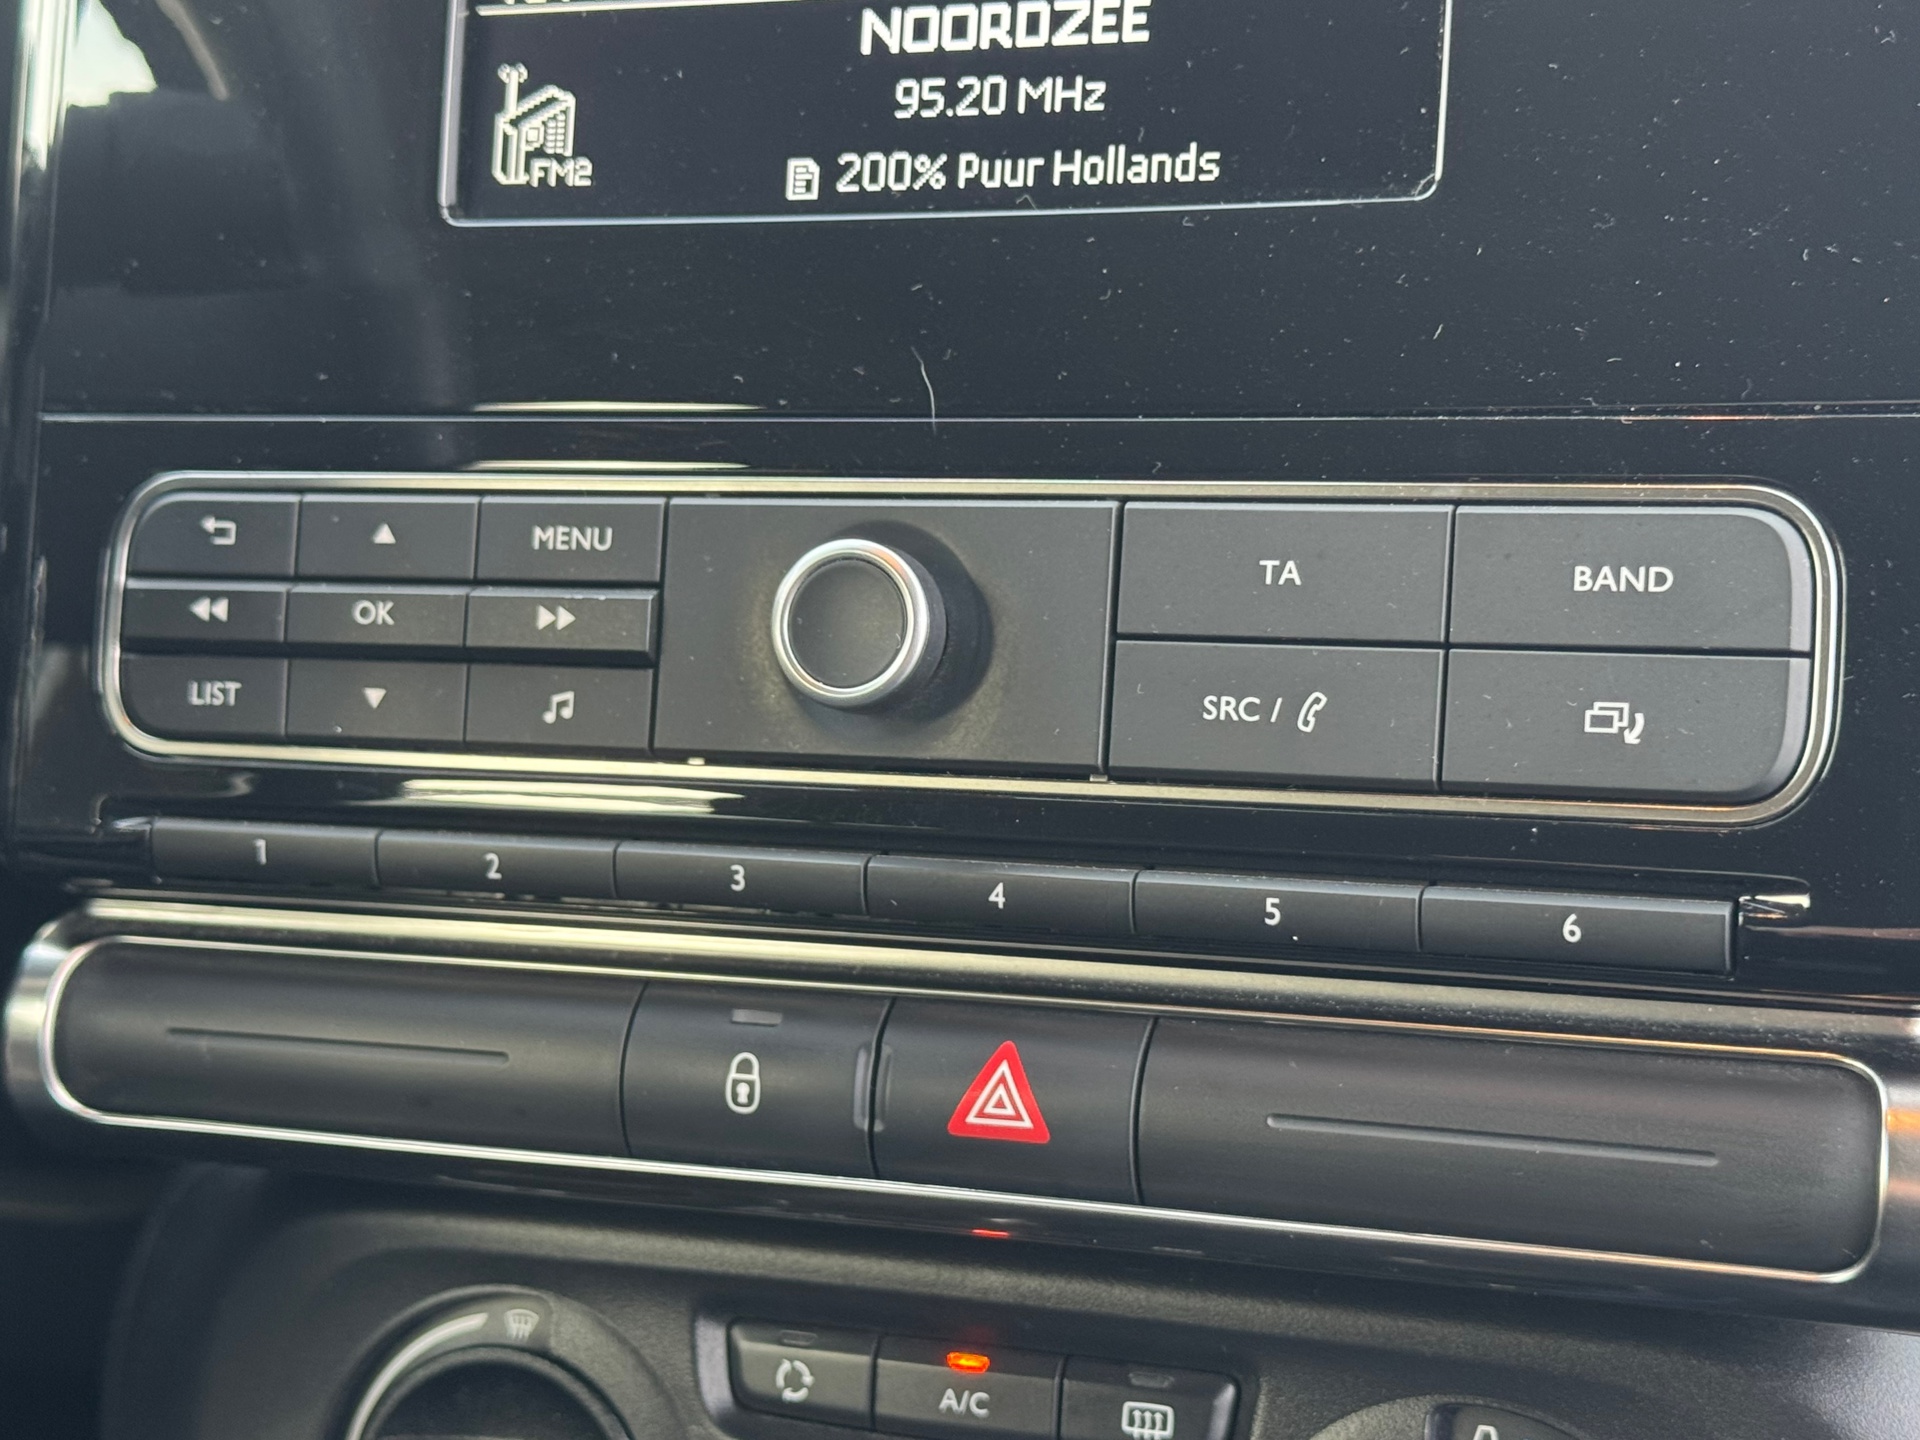 NOORDZEE
95.20 MHz
FM2
200% Puur Hollands
MENU
OK
LIST
TA
BAND
SRC /
1 2 3 4 5 6
A/C